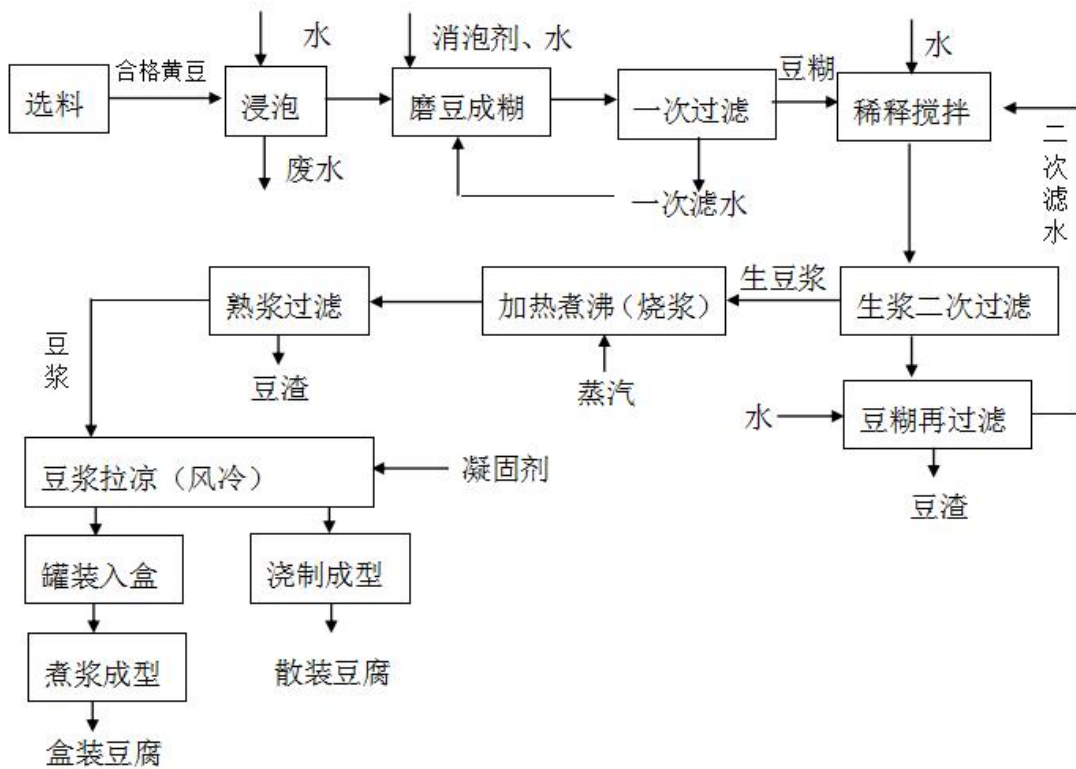 水
消泡剂、水
水
选料
合格黄豆
浸泡
磨豆成糊
一次过滤
豆糊
稀释搅拌
废水
一次滤水
二次滤水
熟浆过滤
加热煮沸（烧浆）
生豆浆
生浆二次过滤
豆浆
豆渣
蒸汽
水
豆糊再过滤
豆浆拉凉（风冷）
凝固剂
豆渣
罐装入盒
浇制成型
煮浆成型
散装豆腐
盒装豆腐